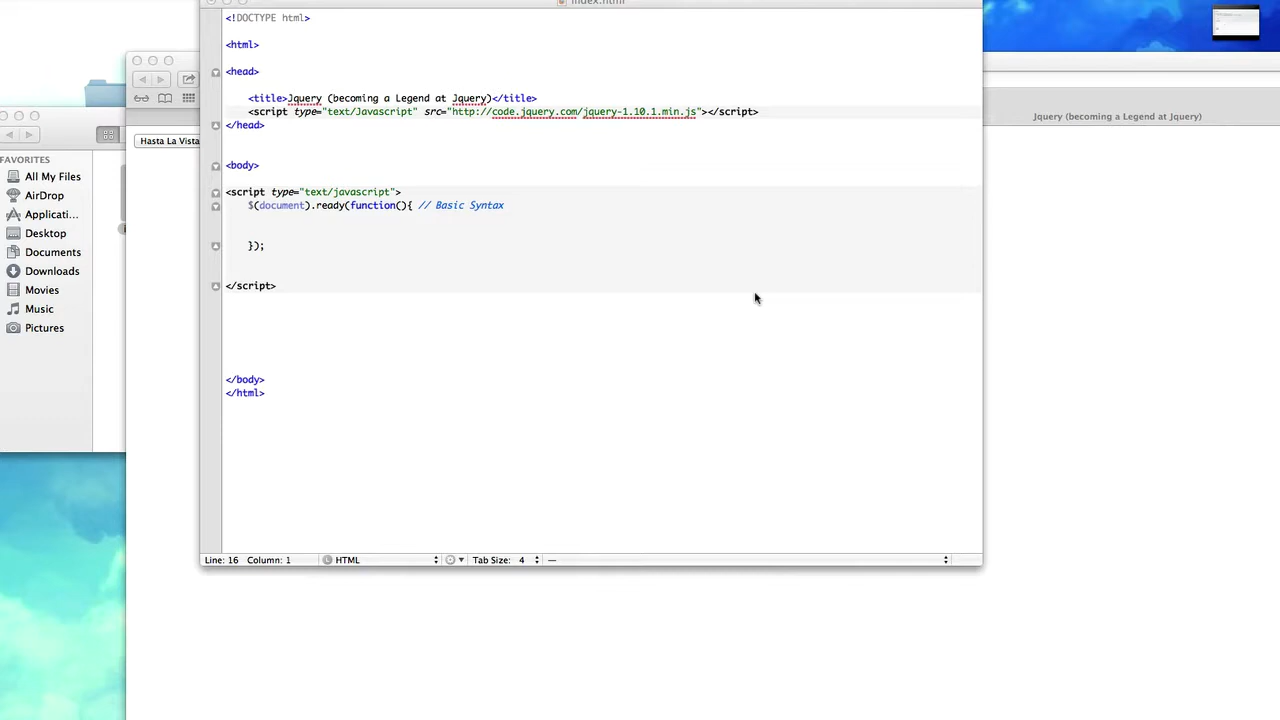 index.html
<!DOCTYPE html>
<html>
<head>
<title>Jquery (becoming a Legend at Jquery)</title>
<script type="text/Javascript" src="http://code.jquery.com/jquery-1.10.1.min.js"></script>
</head>
<body>
<script type="text/javascript">
$(document).ready(function(){ // Basic Syntax
});
</script>
</body>
</html>
Line: 16 Column: 1 L HTML Tab Size: 4 —
Hasta La Vista
Jquery (becoming a Legend at Jquery)
FAVORITES
All My Files
AirDrop
Applicati...
Desktop
Documents
Downloads
Movies
Music
Pictures